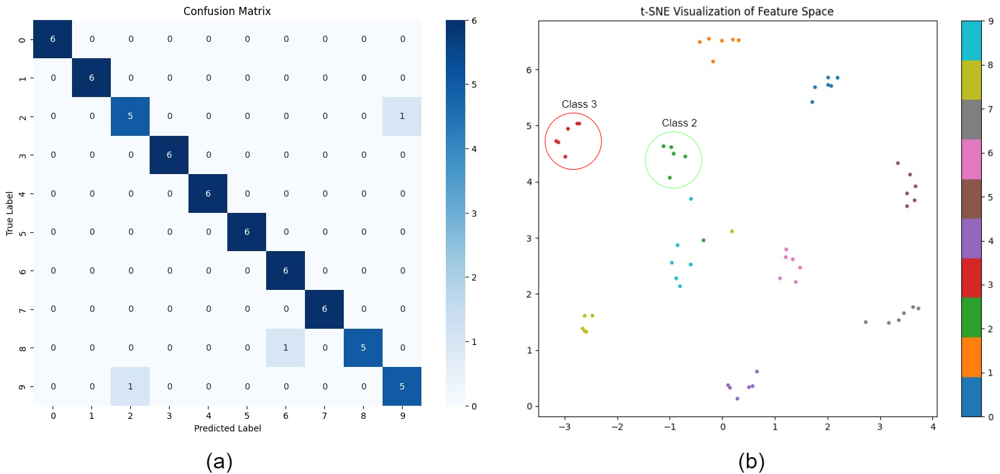 Confusion Matrix
True Label
0 6 0 0 0 0 0 0 0 0 0
1 0 6 0 0 0 0 0 0 0 0
2 0 0 5 0 0 0 0 0 0 1
3 0 0 0 6 0 0 0 0 0 0
4 0 0 0 0 6 0 0 0 0 0
5 0 0 0 0 0 6 0 0 0 0
6 0 0 0 0 0 0 6 0 0 0
7 0 0 0 0 0 0 0 6 0 0
8 0 0 0 0 0 0 1 0 5 0
9 0 0 1 0 0 0 0 0 0 5
0 1 2 3 4 5 6 7 8 9
Predicted Label
6
5
4
3
2
1
0
(a)
t-SNE Visualization of Feature Space
6
5
4
3
2
1
0
Class 3
Class 2
−3 −2 −1 0 1 2 3 4
9
8
7
6
5
4
3
2
1
0
(b)